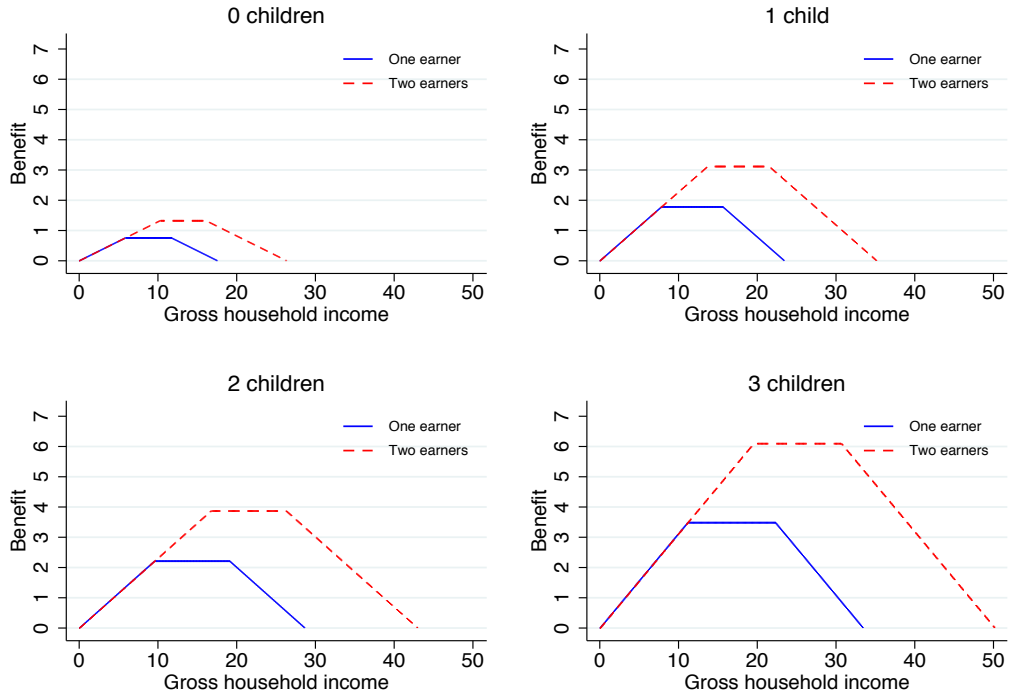 0 children
7
6
5
4
3
2
1
0
Benefit
One earner
Two earners
0 10 20 30 40 50
Gross household income
1 child
7
6
5
4
3
2
1
0
Benefit
One earner
Two earners
0 10 20 30 40 50
Gross household income
2 children
7
6
5
4
3
2
1
0
Benefit
One earner
Two earners
0 10 20 30 40 50
Gross household income
3 children
7
6
5
4
3
2
1
0
Benefit
One earner
Two earners
0 10 20 30 40 50
Gross household income